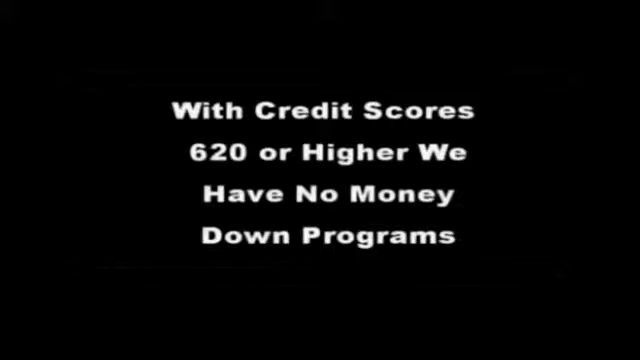 With Credit Scores
620 or Higher We
Have No Money
Down Programs